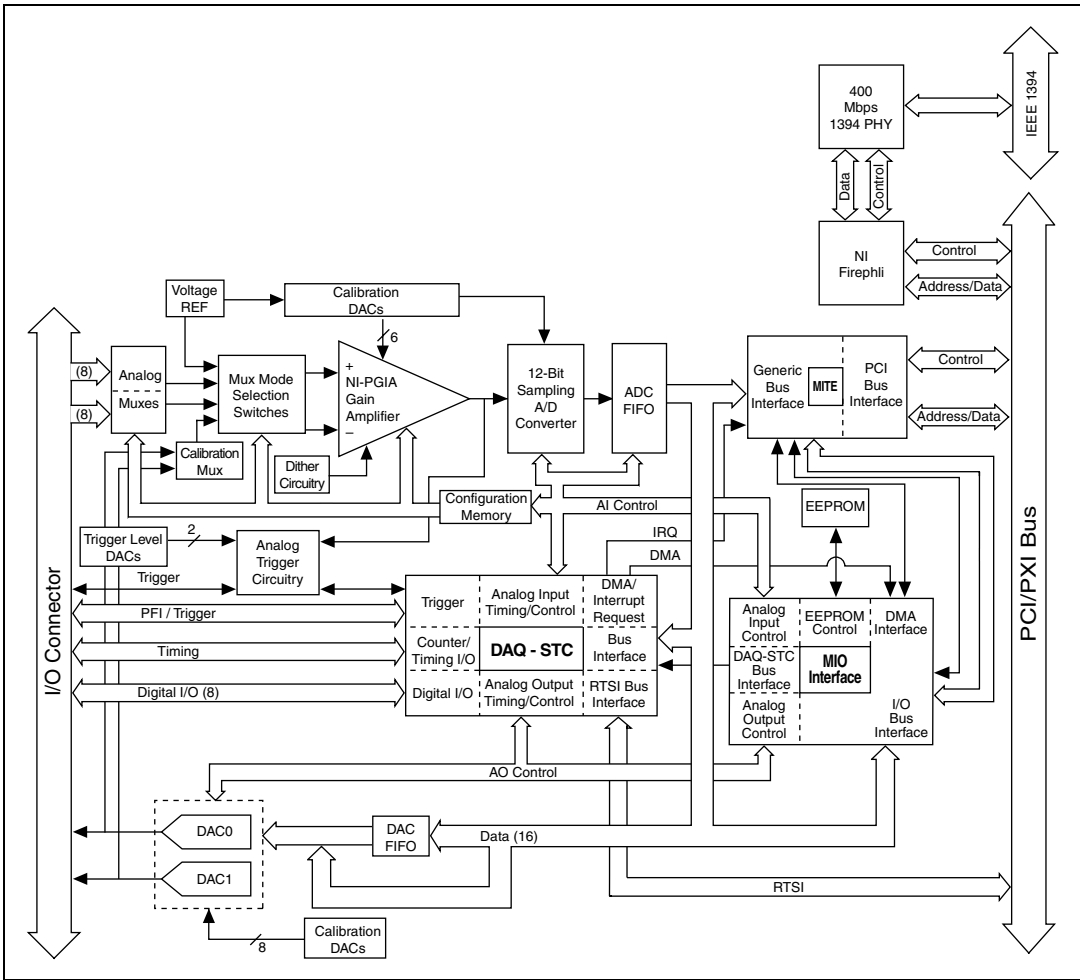 400
Mbps
1394 PHY
IEEE 1394
Data
Control
NI
Firephli
Control
Address/Data
Voltage
REF
Calibration
DACs
6
(8)
(8)
Analog
Muxes
Mux Mode
Selection
Switches
+
NI-PGIA
Gain
Amplifier
–
12-Bit
Sampling
A/D
Converter
ADC
FIFO
Generic
Bus
Interface
MITE
PCI
Bus
Interface
Control
Address/Data
Calibration
Mux
Dither
Circuitry
Configuration
Memory
AI Control
EEPROM
IRQ
DMA
Trigger Level
DACs
2
Analog
Trigger
Circuitry
Trigger
PFI / Trigger
Timing
Digital I/O (8)
I/O Connector
PCI/PXI Bus
Trigger
Analog Input
Timing/Control
DMA/
Interrupt
Request
Counter/
Timing I/O
DAQ - STC
Bus
Interface
Digital I/O
Analog Output
Timing/Control
RTSI Bus
Interface
Analog
Input
Control
EEPROM
Control
DMA
Interface
DAQ-STC
Bus
Interface
MIO
Interface
Analog
Output
Control
I/O
Bus
Interface
AO Control
DAC0
DAC1
DAC
FIFO
Data (16)
RTSI
8
Calibration
DACs